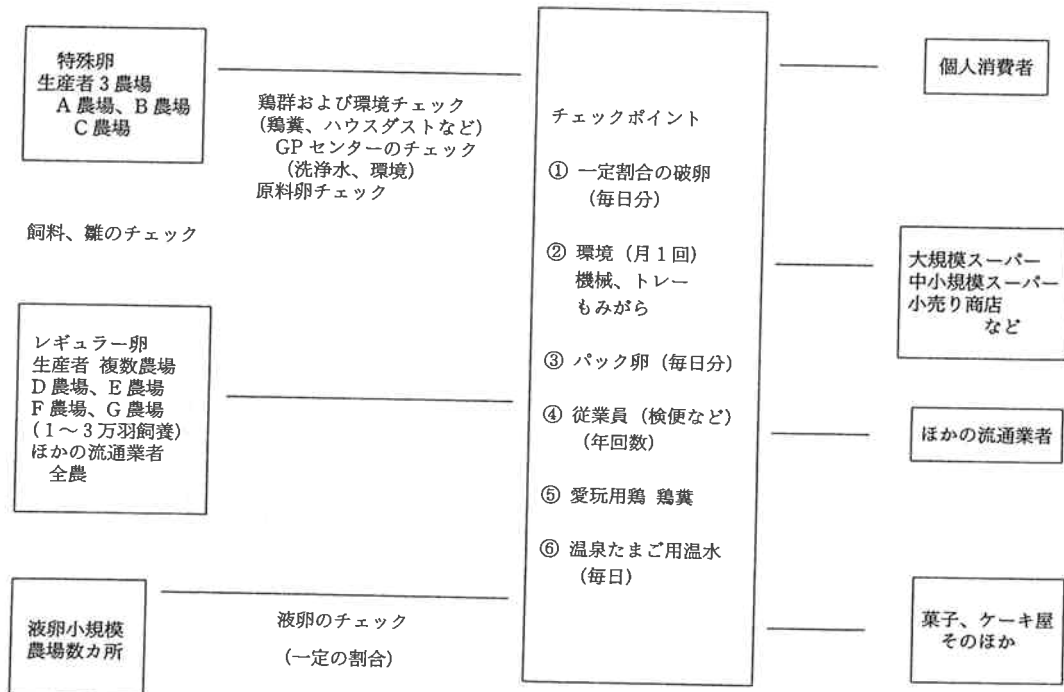 特殊卵
生産者３農場
A 農場、B 農場
C 農場
鶏群および環境チェック
(鶏糞、ハウスダストなど)
GP センターのチェック
(洗浄水、環境)
原料卵チェック
飼料、雛のチェック
レギュラー卵
生産者 複数農場
D 農場、E 農場
F 農場、G 農場
(１～３万羽飼養)
ほかの流通業者
全農
液卵小規模
農場数カ所
液卵のチェック
(一定の割合)
チェックポイント
① 一定割合の破卵
(毎日分)
② 環境 (月１回)
機械、トレー
もみがら
③ パック卵 (毎日分)
④ 従業員 (検便など)
(年回数)
⑤ 愛玩用鶏 鶏糞
⑥ 温泉たまご用温水
(毎日)
個人消費者
大規模スーパー
中小規模スーパー
小売り商店
など
ほかの流通業者
菓子、ケーキ屋
そのほか